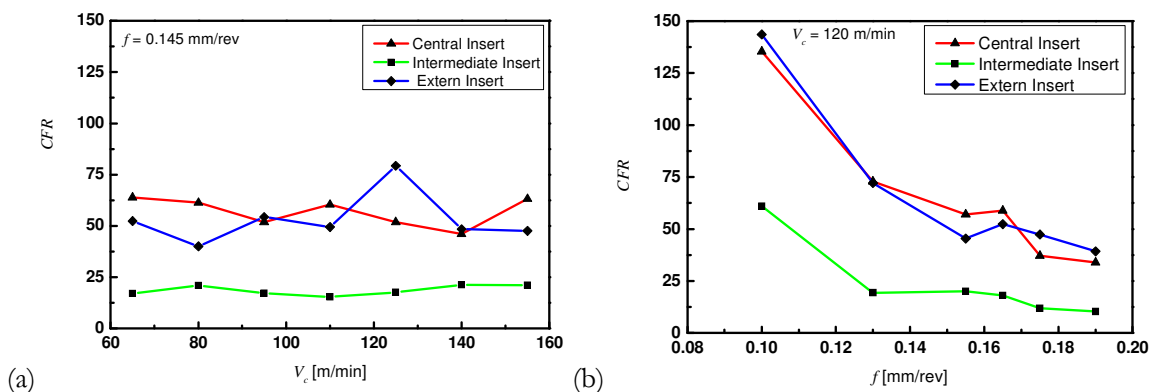 f = 0.145 mm/rev
Central Insert
Intermediate Insert
Extern Insert
150
125
100
75
50
25
0
CFR
60
80
100
120
140
160
V_c [m/min]
(a)
V_c = 120 m/min
Central Insert
Intermediate Insert
Extern Insert
150
125
100
75
50
25
0
CFR
0.08
0.10
0.12
0.14
0.16
0.18
0.20
f [mm/rev]
(b)